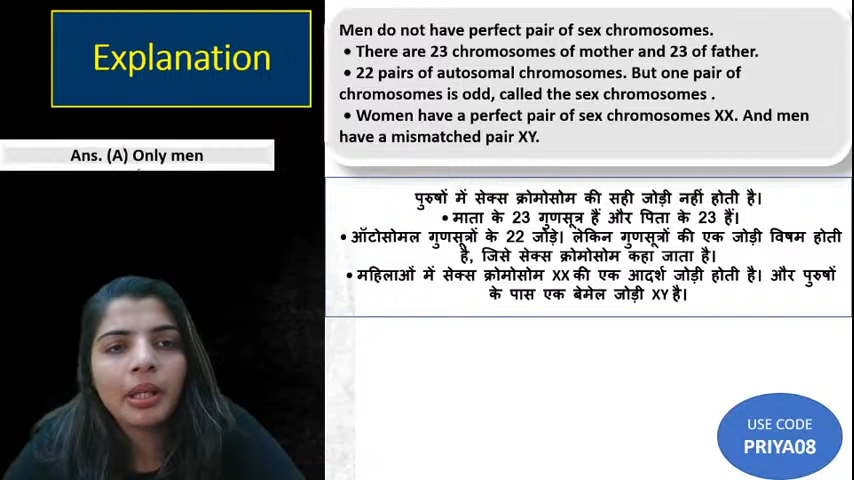 Explanation
Ans. (A) Only men
Men do not have perfect pair of sex chromosomes.
• There are 23 chromosomes of mother and 23 of father.
• 22 pairs of autosomal chromosomes. But one pair of
chromosomes is odd, called the sex chromosomes .
• Women have a perfect pair of sex chromosomes XX. And men
have a mismatched pair XY.
पुरुषों में सेक्स क्रोमोसोम की सही जोड़ी नहीं होती है।
• माता के 23 गुणसूत्र हैं और पिता के 23 हैं।
• ऑटोसोमल गुणसूत्रों के 22 जोड़े। लेकिन गुणसूत्रों की एक जोड़ी विषम होती
है, जिसे सेक्स क्रोमोसोम कहा जाता है।
• महिलाओं में सेक्स क्रोमोसोम XX की एक आदर्श जोड़ी होती है। और पुरुषों
के पास एक बेमेल जोड़ी XY है।
USE CODE
PRIYA08